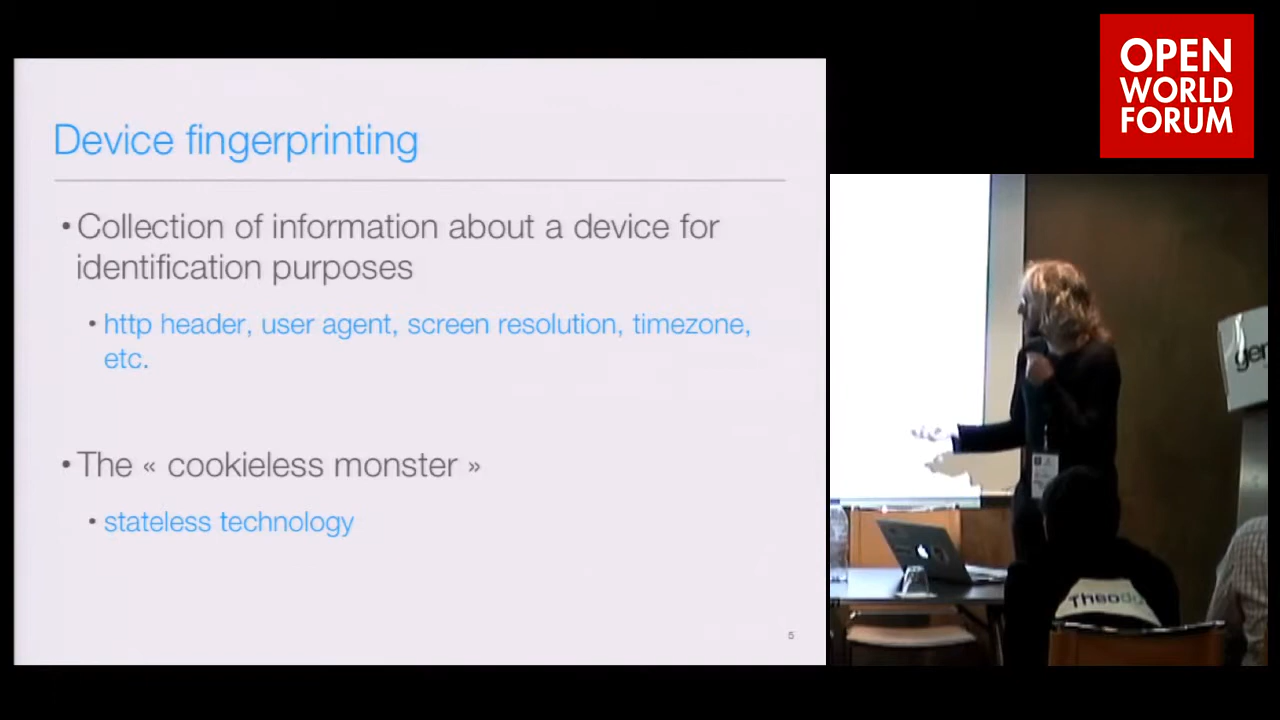 OPEN
WORLD
FORUM
Device fingerprinting
• Collection of information about a device for
identification purposes
• http header, user agent, screen resolution, timezone,
etc.
• The « cookieless monster »
• stateless technology
5